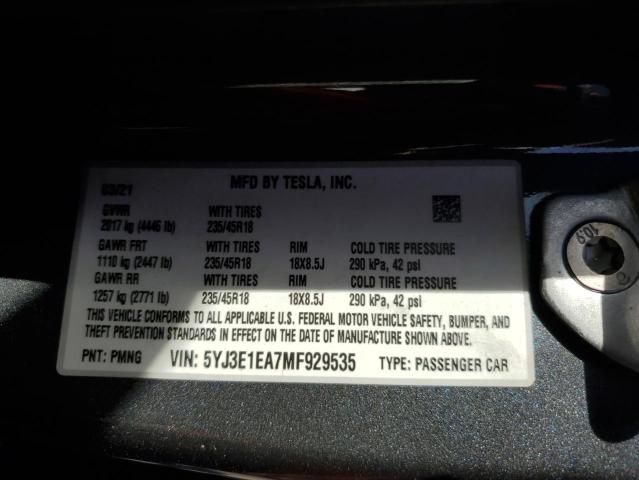 03/21 MFD BY TESLA, INC.
GVWR WITH TIRES
2017 kg (4446 lb) 235/45R18
GAWR FRT WITH TIRES RIM COLD TIRE PRESSURE
1110 kg (2447 lb) 235/45R18 18X8.5J 290 kPa, 42 psi
GAWR RR WITH TIRES RIM COLD TIRE PRESSURE
1257 kg (2771 lb) 235/45R18 18X8.5J 290 kPa, 42 psi
THIS VEHICLE CONFORMS TO ALL APPLICABLE U.S. FEDERAL MOTOR VEHICLE SAFETY, BUMPER, AND
THEFT PREVENTION STANDARDS IN EFFECT ON THE DATE OF MANUFACTURE SHOWN ABOVE.
PNT: PMNG VIN: 5YJ3E1EA7MF929535 TYPE: PASSENGER CAR
10.9